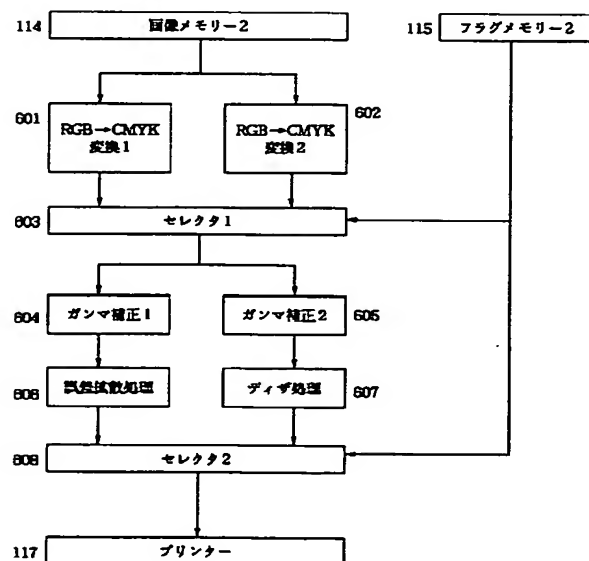 114 画像メモリー2
115 フラグメモリー2
601 RGB→CMYK
変換1
RGB→CMYK 602
変換2
603 セレクタ1
604 ガンマ補正1
ガンマ補正2 605
606 誤差拡散処理
ディザ処理 607
608 セレクタ2
117 プリンター